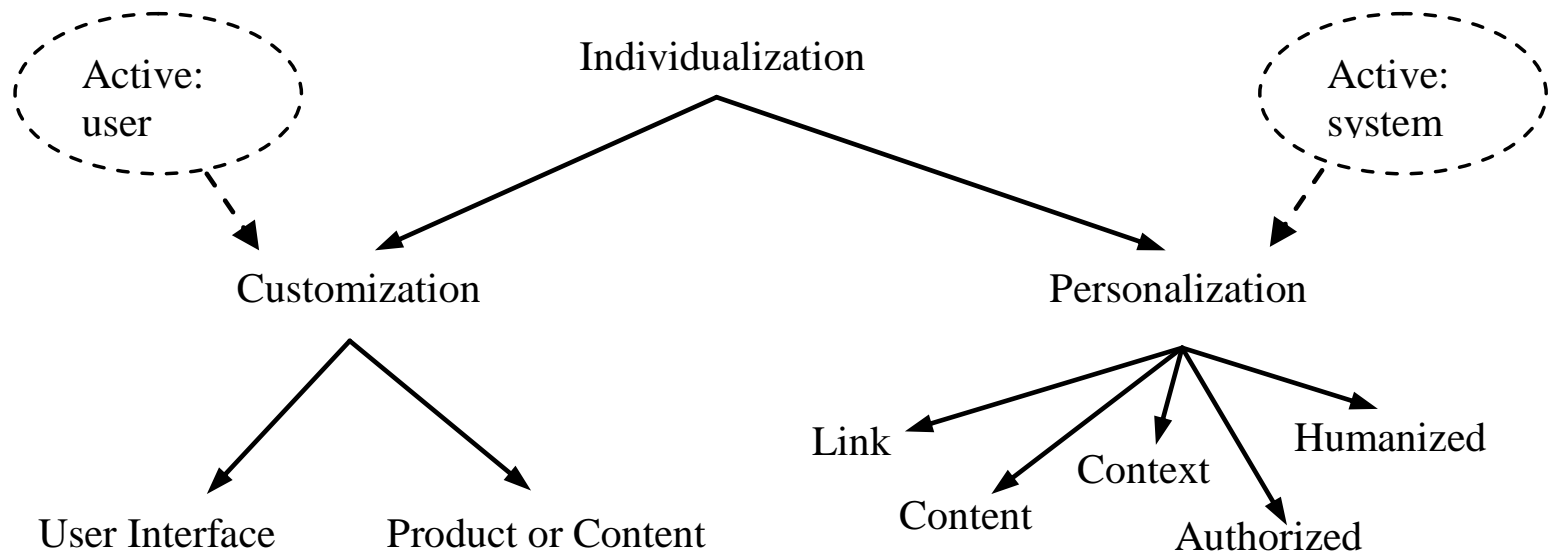 Individualization
Active:
user
Active:
system
Customization
Personalization
Link
Humanized
Context
Content
User Interface
Product or Content
Authorized